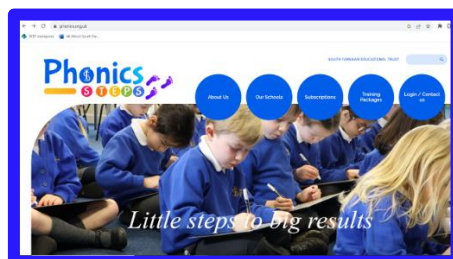 SOUTH YORKSHIRE EDUCATIONAL TRUST
Phonics
STEPS
About Us
Our Schools
Subscriptions
Training
Packages
Login / Contact
us
Little steps to big results